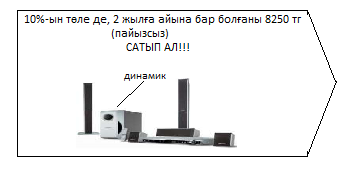 10%-ын төле де, 2 жылға айына бар болғаны 8250 тг
(пайызсыз)
САТЫП АЛ!!!
динамик